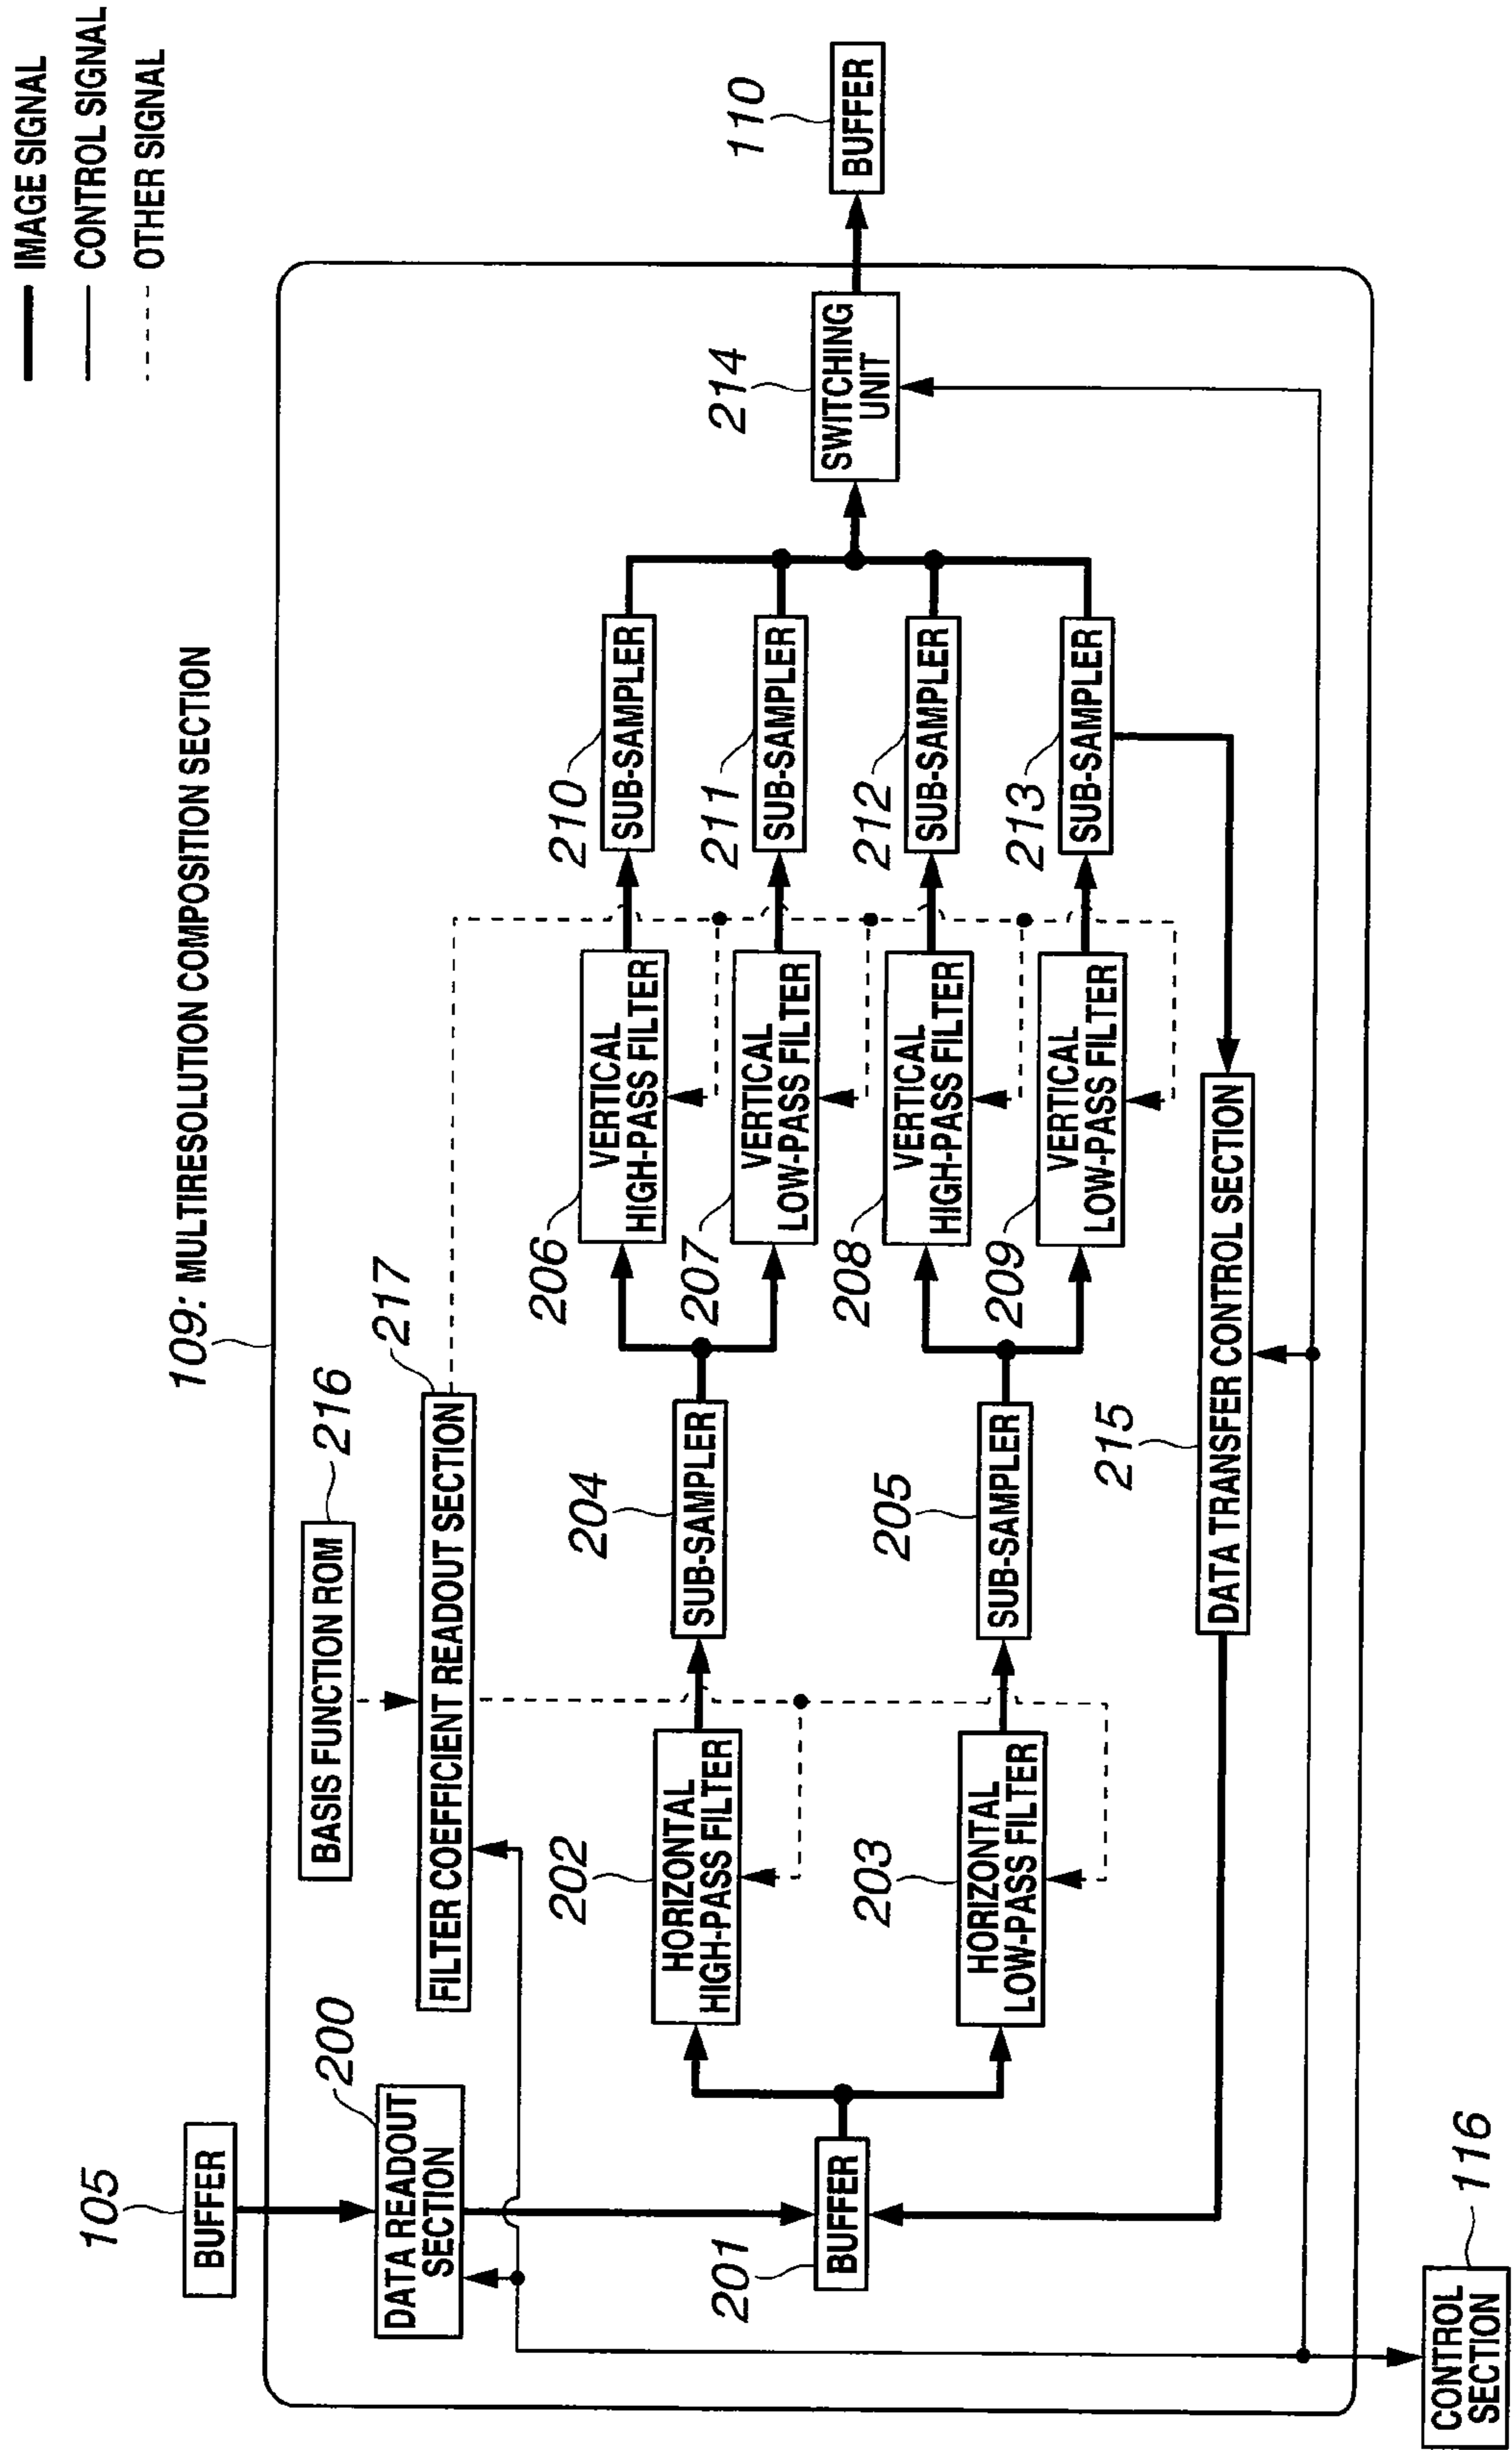 IMAGE SIGNAL
CONTROL SIGNAL
OTHER SIGNAL
109: MULTIRESOLUTION COMPOSITION SECTION
105
BUFFER
200
DATA READOUT
SECTION
BASIS FUNCTION ROM
216
217
FILTER COEFFICIENT READOUT SECTION
201
BUFFER
202
HORIZONTAL
HIGH-PASS FILTER
203
HORIZONTAL
LOW-PASS FILTER
204
SUB-SAMPLER
205
SUB-SAMPLER
206
VERTICAL
HIGH-PASS FILTER
207
VERTICAL
LOW-PASS FILTER
208
VERTICAL
HIGH-PASS FILTER
209
VERTICAL
LOW-PASS FILTER
210
SUB-SAMPLER
211
SUB-SAMPLER
212
SUB-SAMPLER
213
SUB-SAMPLER
214
SWITCHING
UNIT
110
BUFFER
215
DATA TRANSFER CONTROL SECTION
CONTROL
SECTION
116